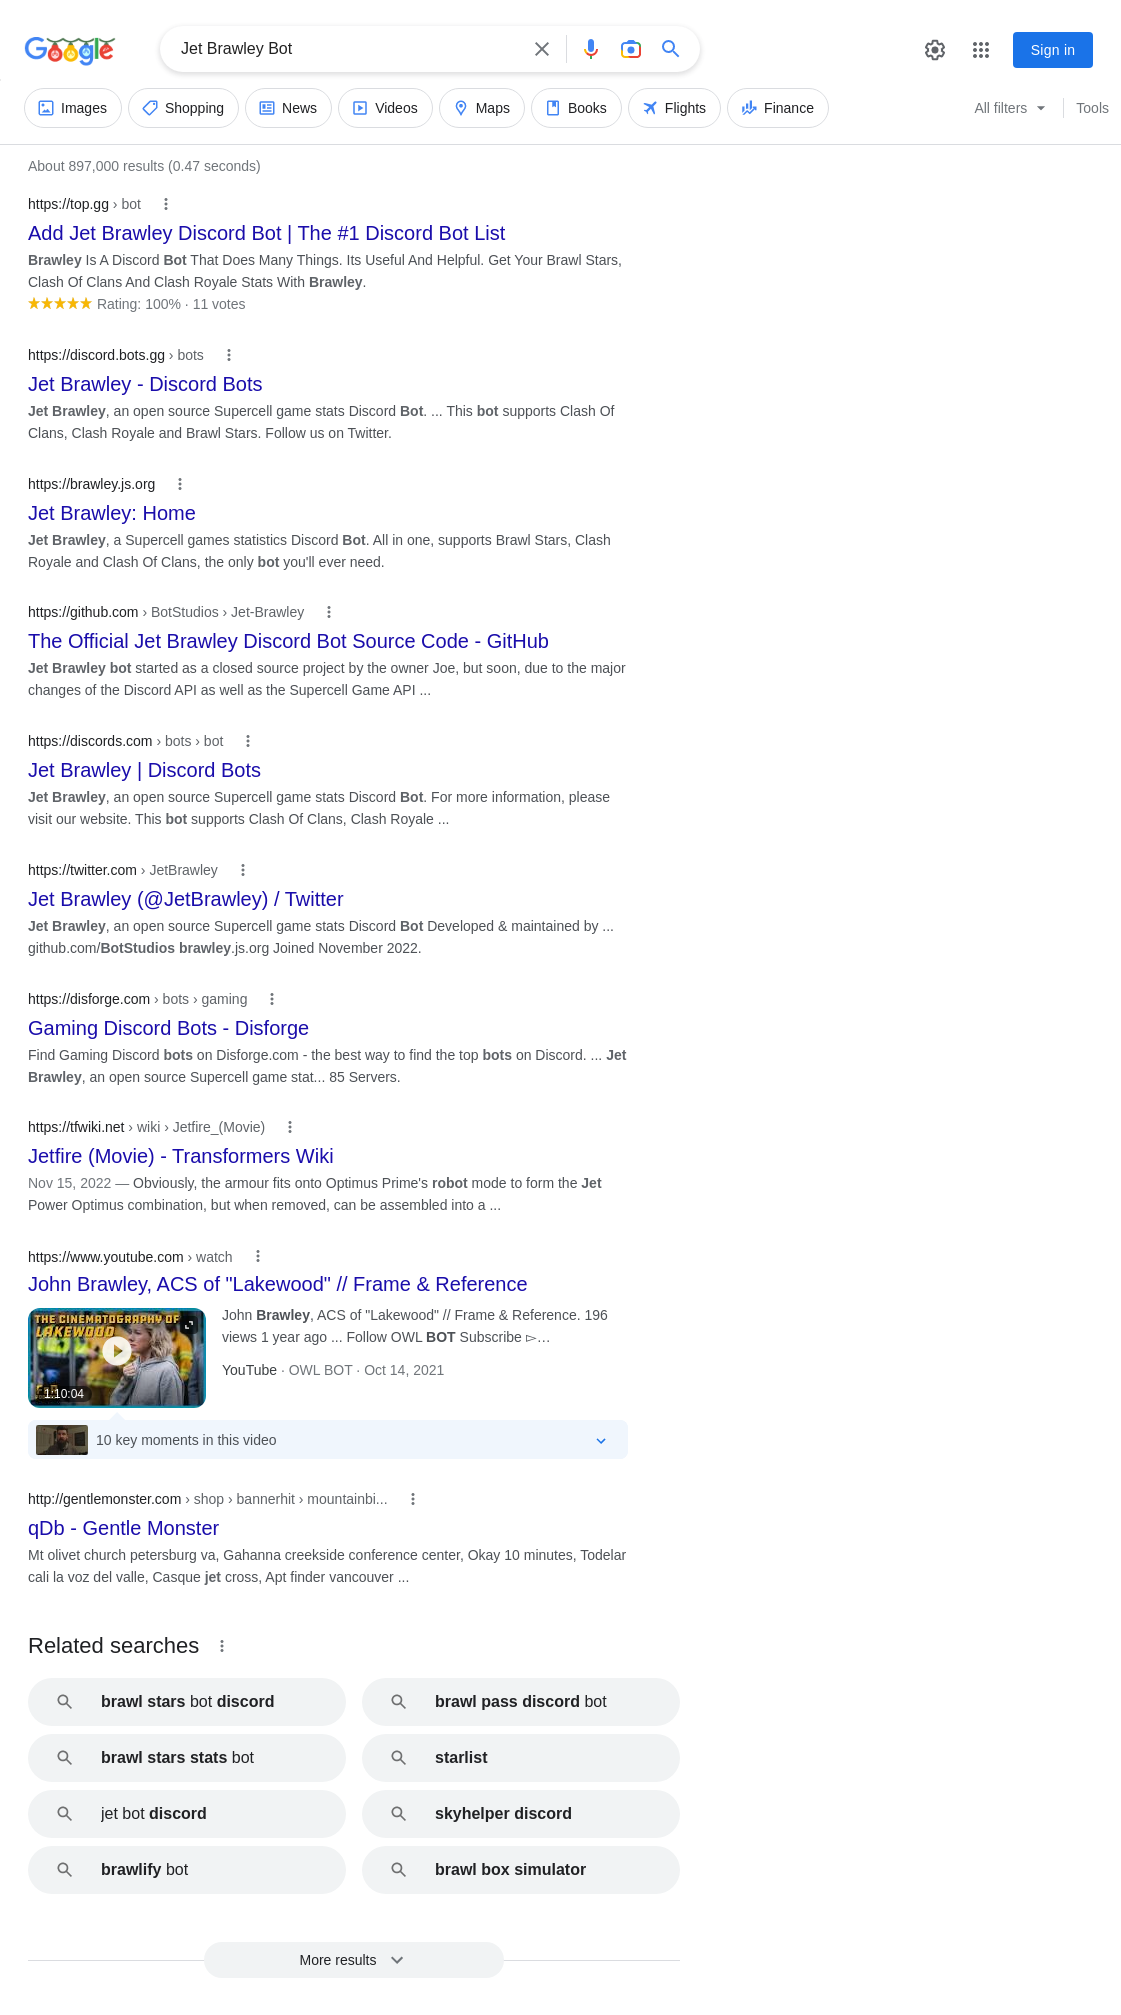 Google
Jet Brawley Bot
Sign in
Images
Shopping
News
Videos
Maps
Books
Flights
Finance
All filters
Tools
About 897,000 results (0.47 seconds)
https://top.gg › bot
Add Jet Brawley Discord Bot | The #1 Discord Bot List
Brawley Is A Discord Bot That Does Many Things. Its Useful And Helpful. Get Your Brawl Stars,
Clash Of Clans And Clash Royale Stats With Brawley.
Rating: 100% · 11 votes
https://discord.bots.gg › bots
Jet Brawley - Discord Bots
Jet Brawley, an open source Supercell game stats Discord Bot. ... This bot supports Clash Of
Clans, Clash Royale and Brawl Stars. Follow us on Twitter.
https://brawley.js.org
Jet Brawley: Home
Jet Brawley, a Supercell games statistics Discord Bot. All in one, supports Brawl Stars, Clash
Royale and Clash Of Clans, the only bot you'll ever need.
https://github.com › BotStudios › Jet-Brawley
The Official Jet Brawley Discord Bot Source Code - GitHub
Jet Brawley bot started as a closed source project by the owner Joe, but soon, due to the major
changes of the Discord API as well as the Supercell Game API ...
https://discords.com › bots › bot
Jet Brawley | Discord Bots
Jet Brawley, an open source Supercell game stats Discord Bot. For more information, please
visit our website. This bot supports Clash Of Clans, Clash Royale ...
https://twitter.com › JetBrawley
Jet Brawley (@JetBrawley) / Twitter
Jet Brawley, an open source Supercell game stats Discord Bot Developed & maintained by ...
github.com/BotStudios brawley.js.org Joined November 2022.
https://disforge.com › bots › gaming
Gaming Discord Bots - Disforge
Find Gaming Discord bots on Disforge.com - the best way to find the top bots on Discord. ... Jet
Brawley, an open source Supercell game stat... 85 Servers.
https://tfwiki.net › wiki › Jetfire_(Movie)
Jetfire (Movie) - Transformers Wiki
Nov 15, 2022 — Obviously, the armour fits onto Optimus Prime's robot mode to form the Jet
Power Optimus combination, but when removed, can be assembled into a ...
https://www.youtube.com › watch
John Brawley, ACS of "Lakewood" // Frame & Reference
THE CINEMATOGRAPHY OF
LAKEWOOD
1:10:04
John Brawley, ACS of "Lakewood" // Frame & Reference. 196
views 1 year ago ... Follow OWL BOT Subscribe ▻…
YouTube · OWL BOT · Oct 14, 2021
10 key moments in this video
http://gentlemonster.com › shop › bannerhit › mountainbi...
qDb - Gentle Monster
Mt olivet church petersburg va, Gahanna creekside conference center, Okay 10 minutes, Todelar
cali la voz del valle, Casque jet cross, Apt finder vancouver ...
Related searches
brawl stars bot discord
brawl pass discord bot
brawl stars stats bot
starlist
jet bot discord
skyhelper discord
brawlify bot
brawl box simulator
More results